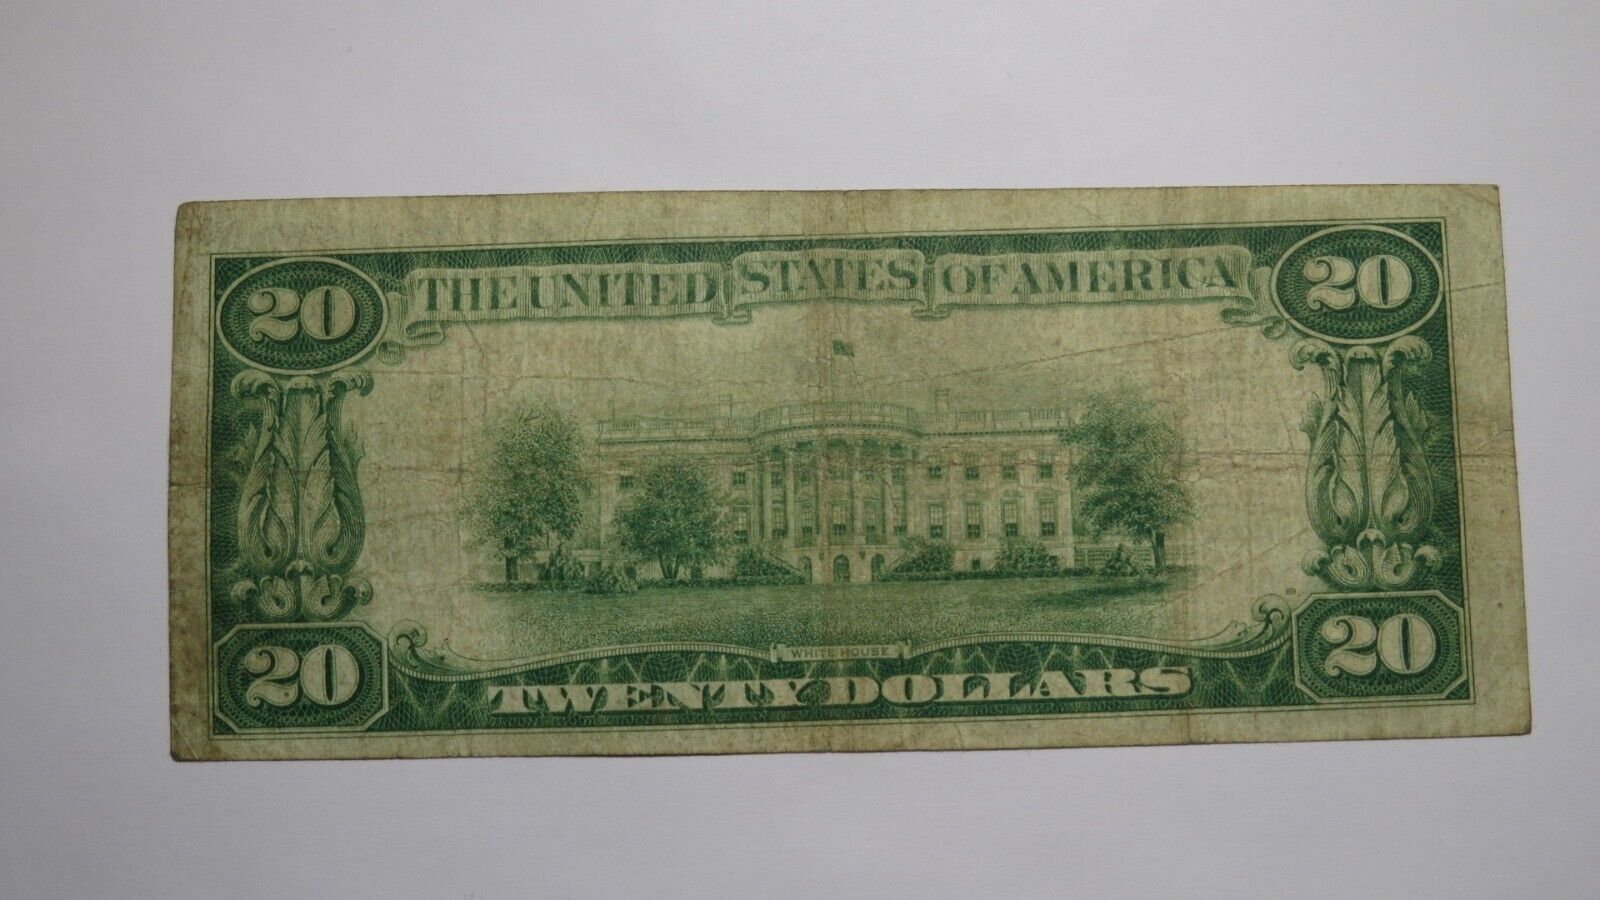 20 THE UNITED STATES OF AMERICA 20
WHITE HOUSE
20 TWENTY DOLLARS 20